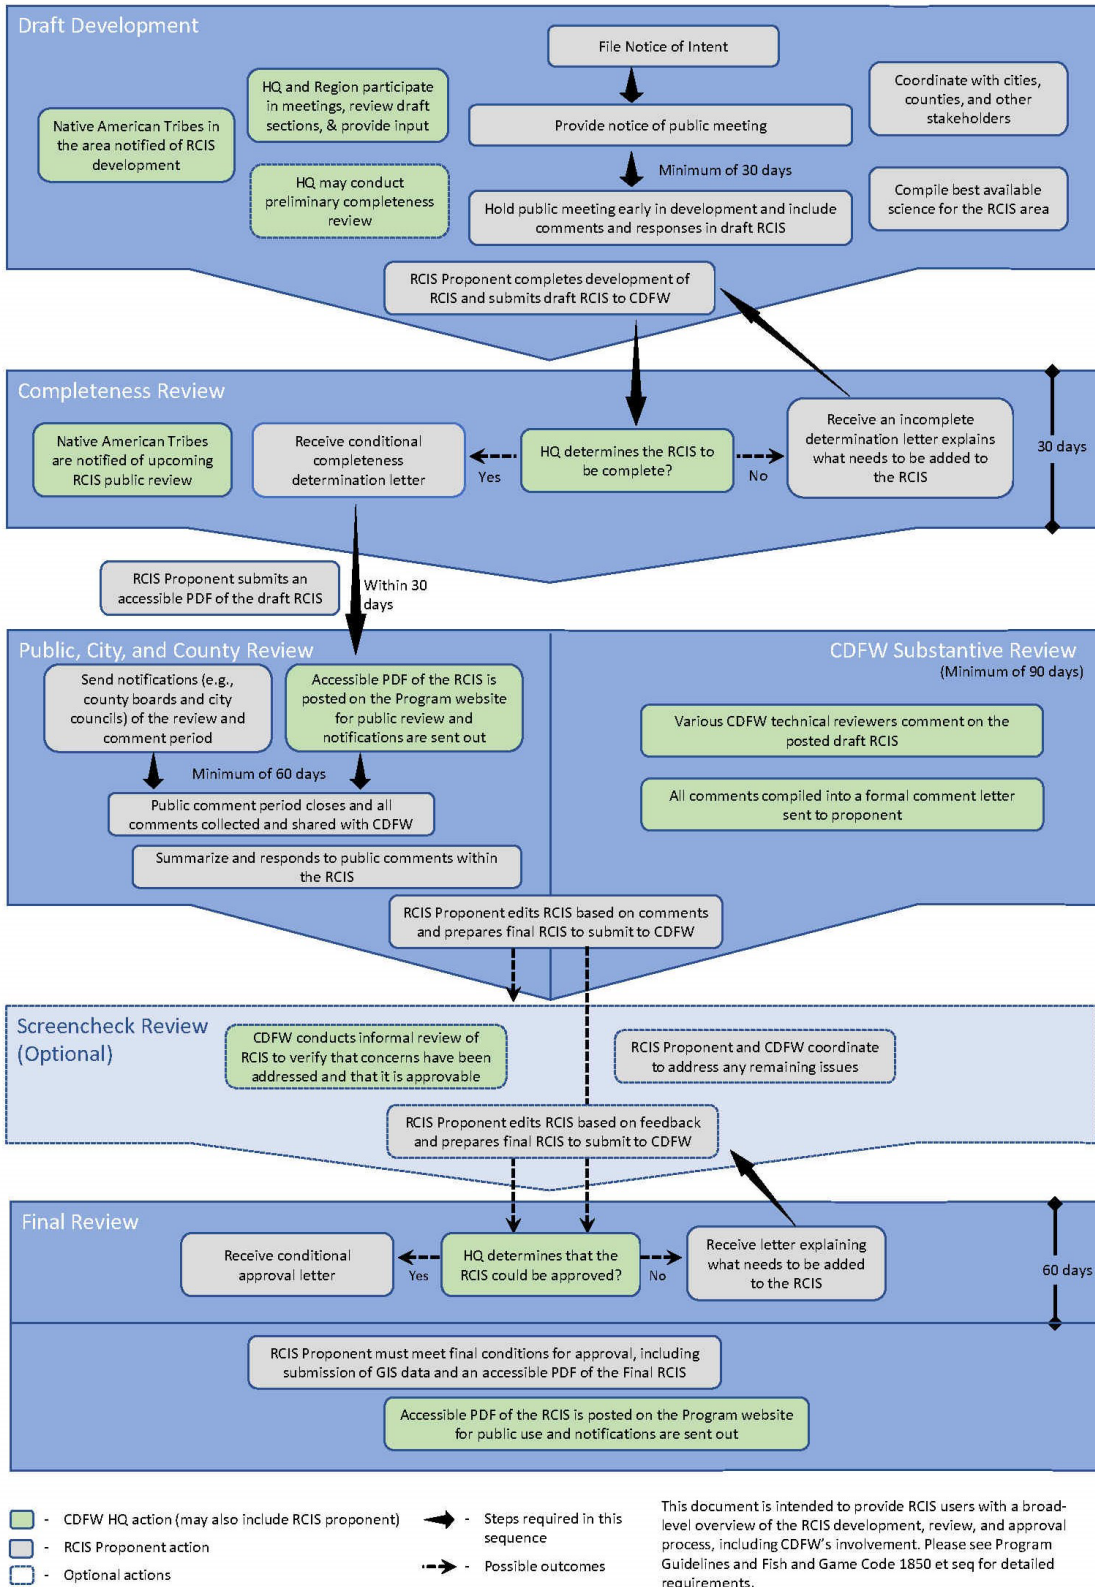 Draft Development
File Notice of Intent
HQ and Region participate
in meetings, review draft
sections, & provide input
Coordinate with cities,
counties, and other
stakeholders
Native American Tribes in
the area notified of RCIS
development
Provide notice of public meeting
Minimum of 30 days
HQ may conduct
preliminary completeness
review
Compile best available
science for the RCIS area
Hold public meeting early in development and include
comments and responses in draft RCIS
RCIS Proponent completes development of
RCIS and submits draft RCIS to CDFW
Completeness Review
Native American Tribes
are notified of upcoming
RCIS public review
Receive conditional
completeness
determination letter
Yes
HQ determines the RCIS to
be complete?
No
Receive an incomplete
determination letter explains
what needs to be added to
the RCIS
30 days
RCIS Proponent submits an
accessible PDF of the draft RCIS
Within 30
days
Public, City, and County Review
Send notifications (e.g.,
county boards and city
councils) of the review and
comment period
Accessible PDF of the RCIS is
posted on the Program website
for public review and
notifications are sent out
Minimum of 60 days
Public comment period closes and all
comments collected and shared with CDFW
Summarize and responds to public comments within
the RCIS
CDFW Substantive Review
(Minimum of 90 days)
Various CDFW technical reviewers comment on the
posted draft RCIS
All comments compiled into a formal comment letter
sent to proponent
RCIS Proponent edits RCIS based on comments
and prepares final RCIS to submit to CDFW
Screencheck Review
(Optional)
CDFW conducts informal review of
RCIS to verify that concerns have been
addressed and that it is approvable
RCIS Proponent and CDFW coordinate
to address any remaining issues
RCIS Proponent edits RCIS based on feedback
and prepares final RCIS to submit to CDFW
Final Review
Receive conditional
approval letter
Yes
HQ determines that the
RCIS could be approved?
No
Receive letter explaining
what needs to be added
to the RCIS
60 days
RCIS Proponent must meet final conditions for approval, including
submission of GIS data and an accessible PDF of the Final RCIS
Accessible PDF of the RCIS is posted on the Program website
for public use and notifications are sent out
- CDFW HQ action (may also include RCIS proponent)
- RCIS Proponent action
- Optional actions
- Steps required in this
sequence
- Possible outcomes
This document is intended to provide RCIS users with a broad-
level overview of the RCIS development, review, and approval
process, including CDFW's involvement. Please see Program
Guidelines and Fish and Game Code 1850 et seq for detailed
requirements.